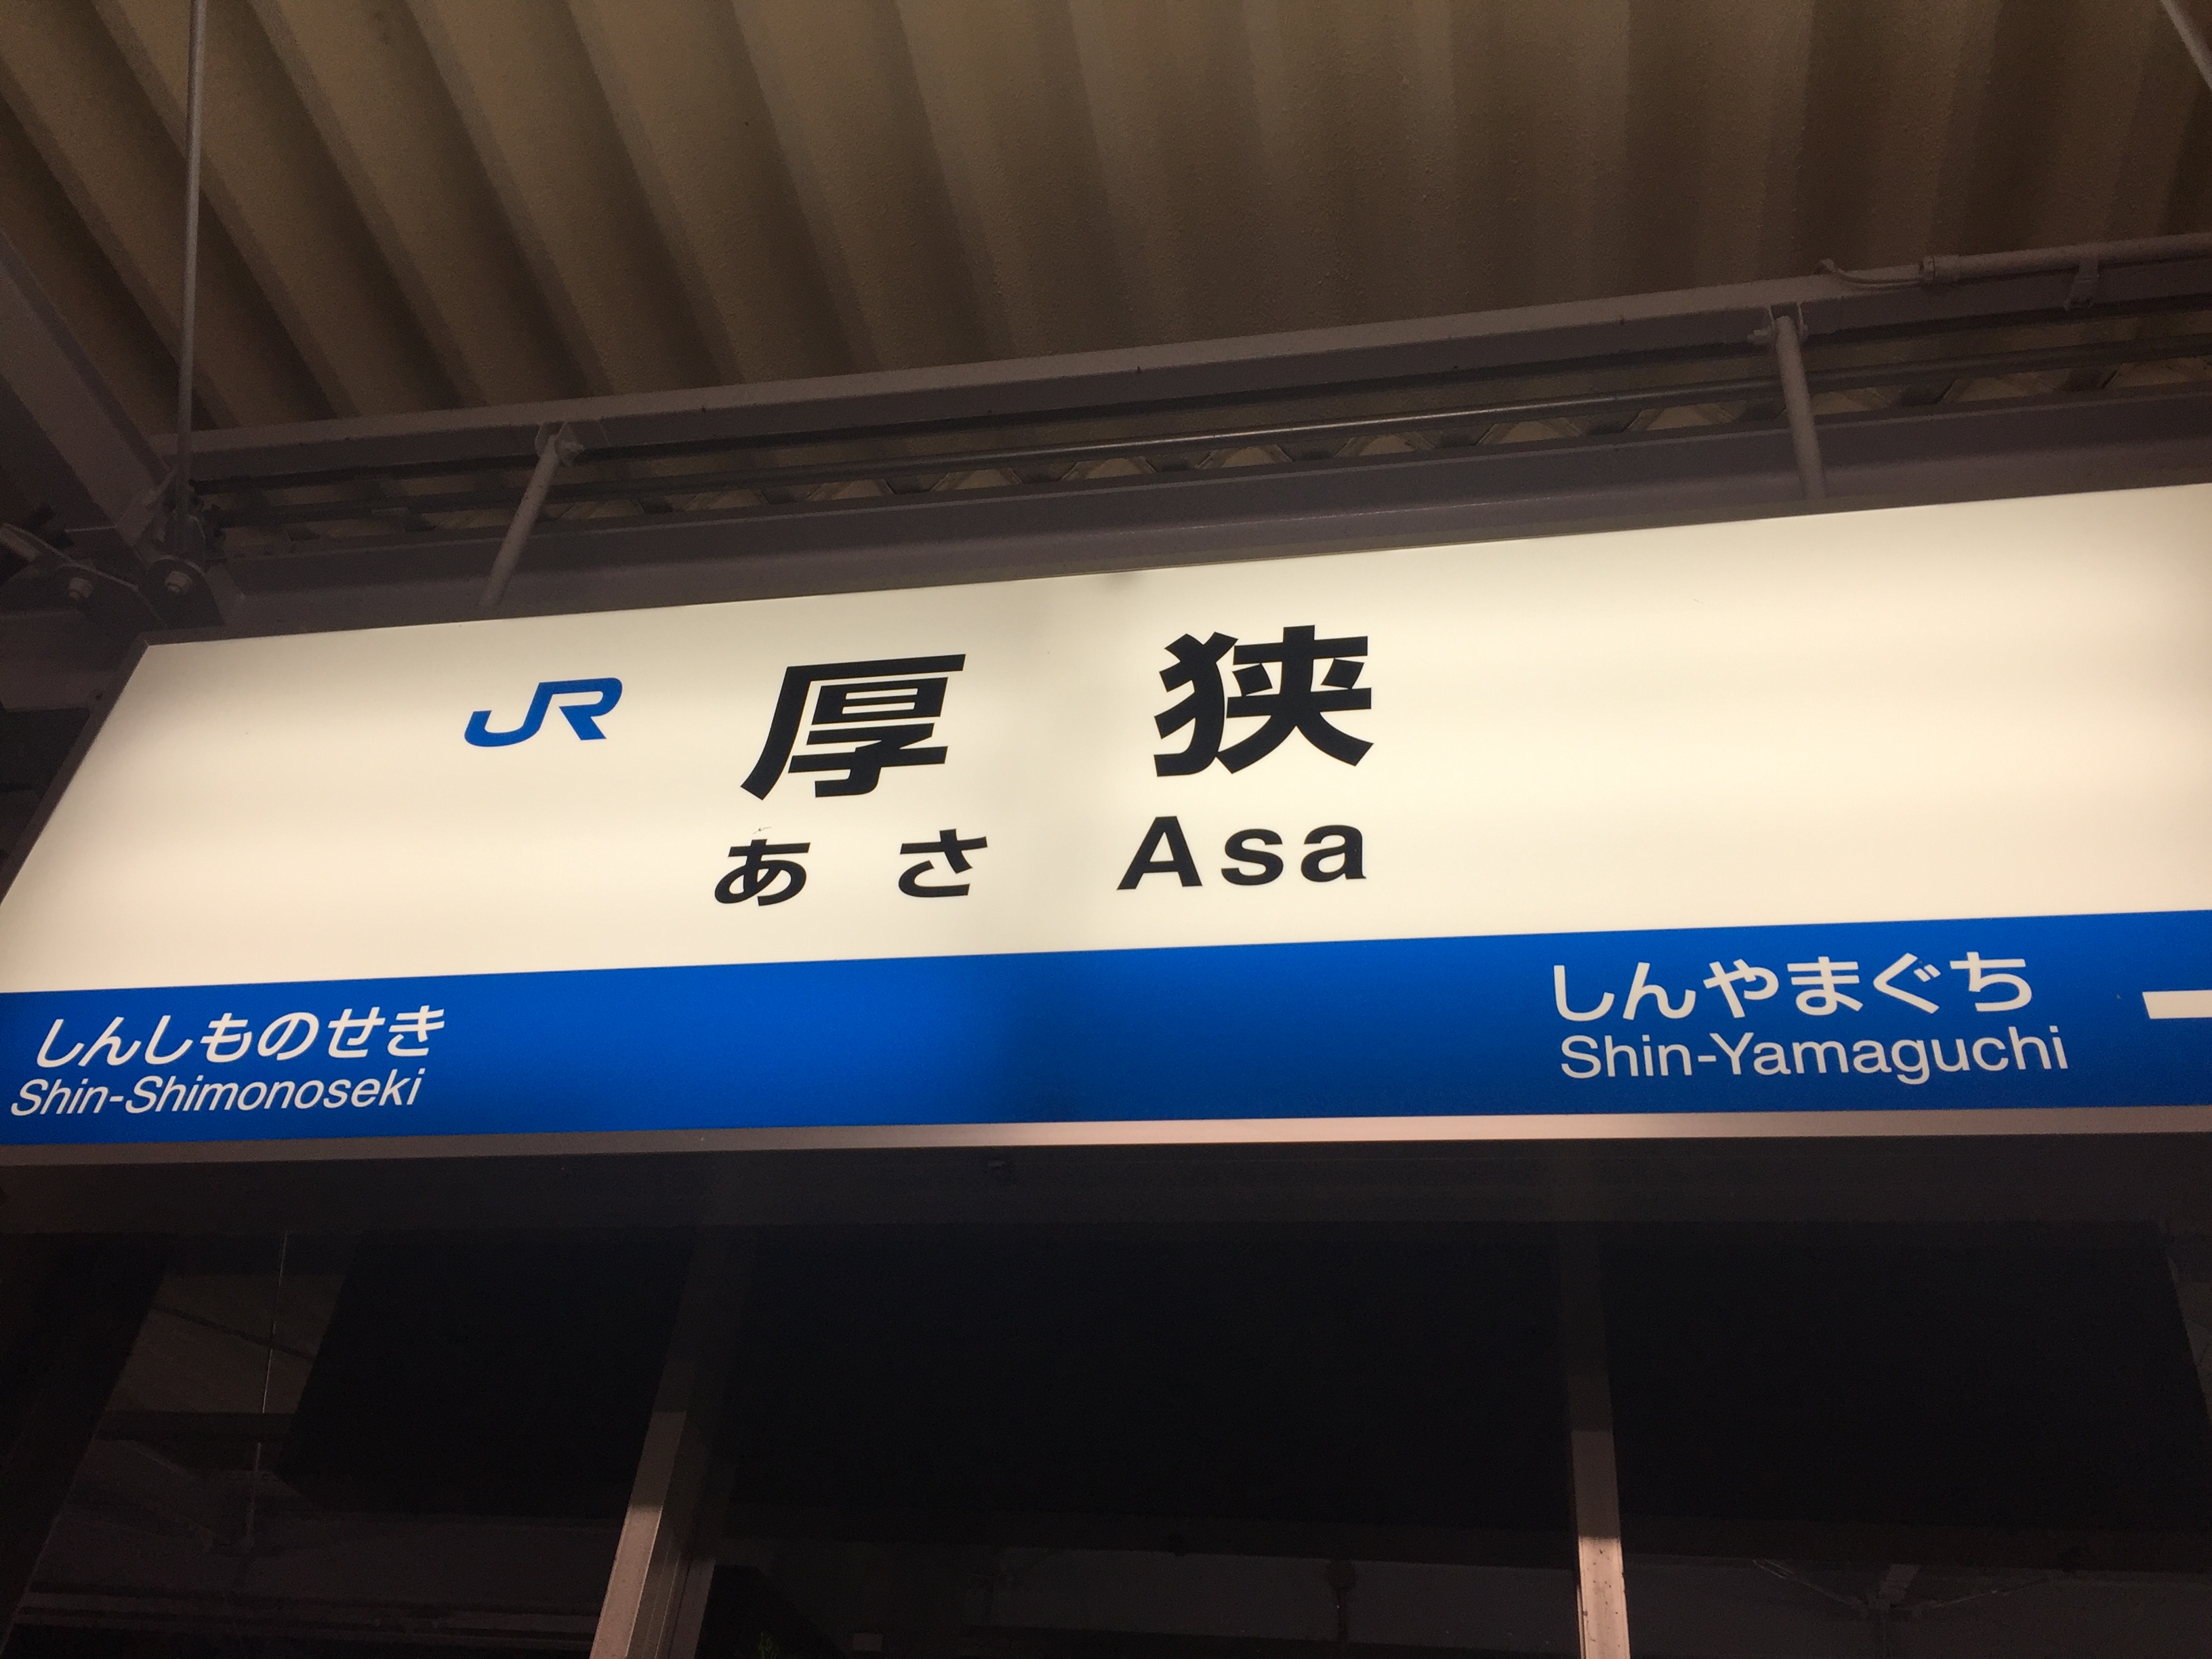 JR 厚狭
あさ Asa
しんしものせき しんやまぐち
Shin-Shimonoseki Shin-Yamaguchi